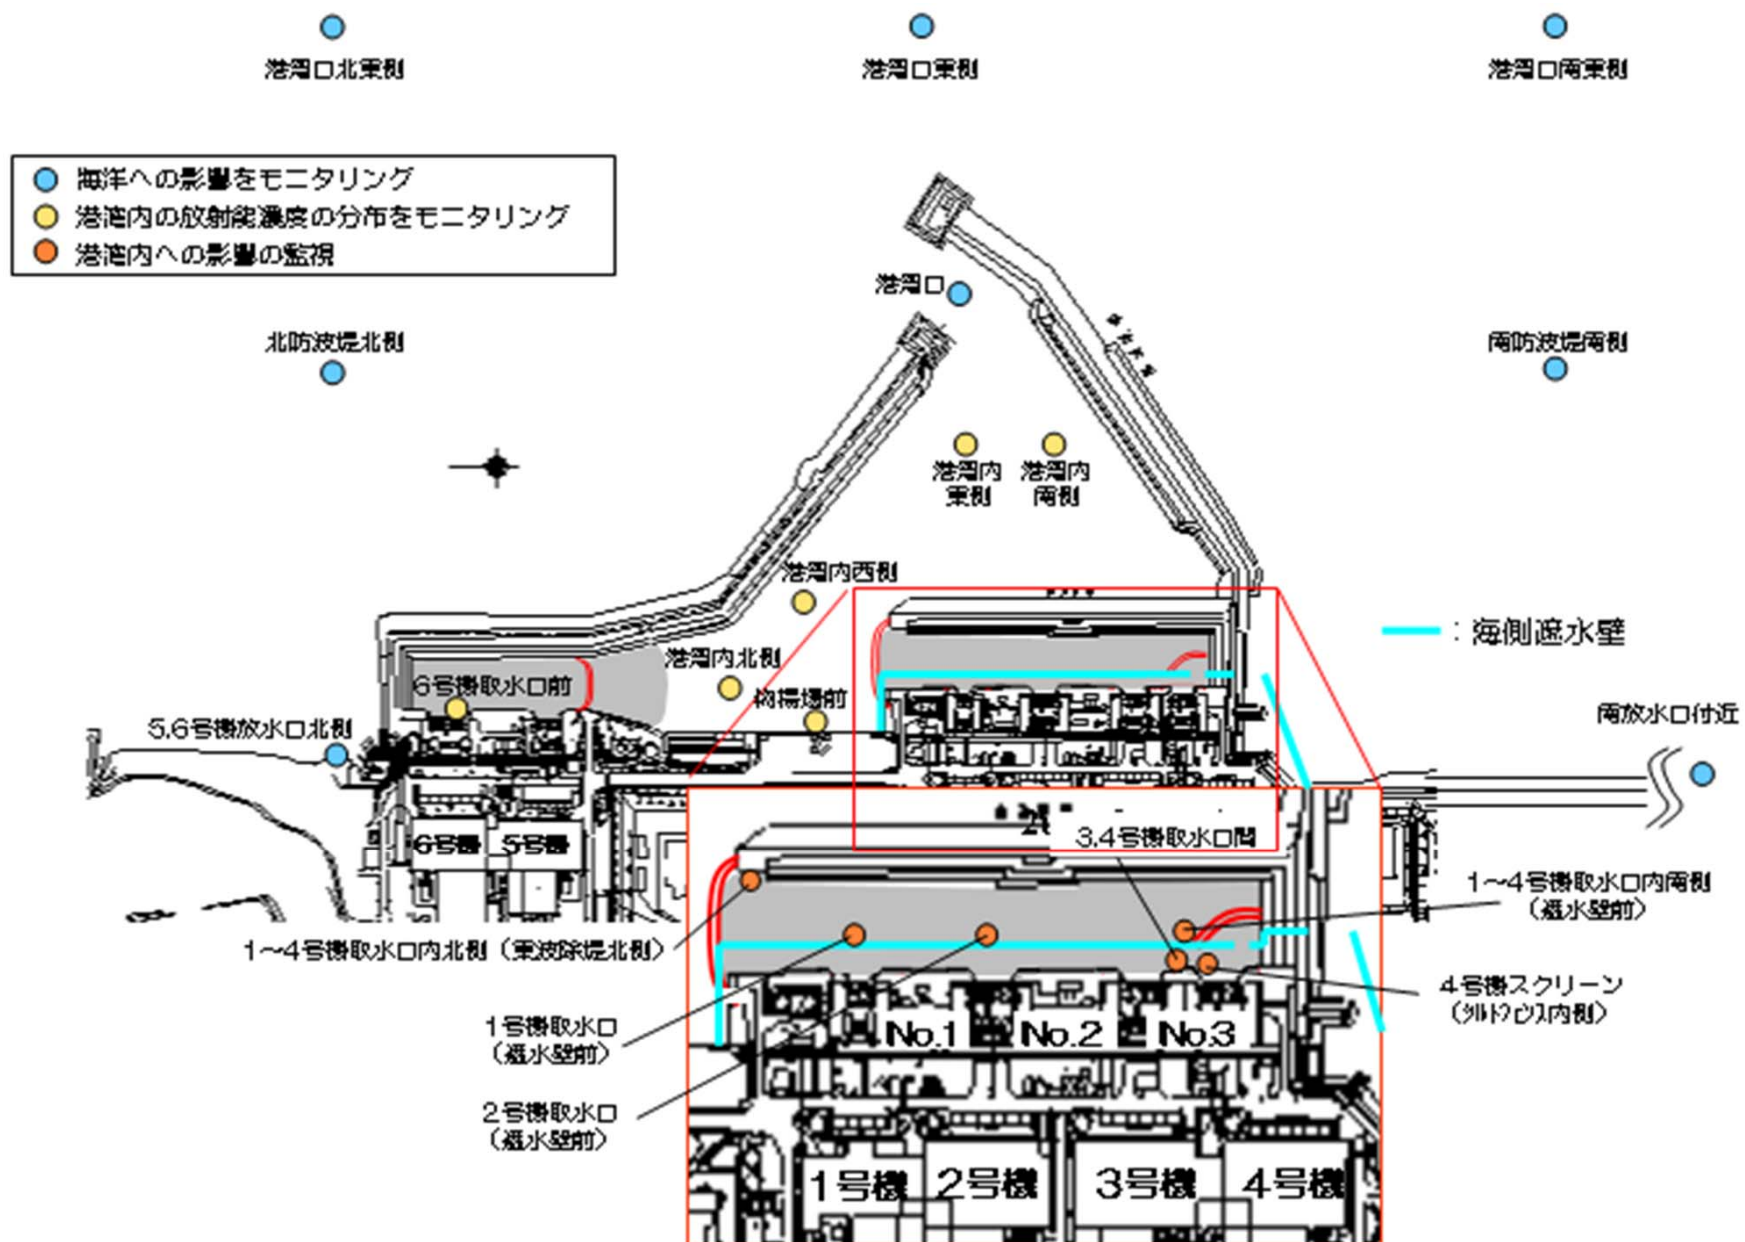 港湾口北東側
港湾口東側
港湾口南東側
海洋への影響をモニタリング
港湾内の放射能濃度の分布をモニタリング
港湾内への影響の監視
港湾口
北防波堤北側
南防波堤南側
港湾内
東側
港湾内
南側
港湾内西側
：海側遮水壁
港湾内北側
6号機取水口前
物揚場前
5,6号機放水口北側
南放水口付近
6号機
5号機
3,4号機取水口間
1～4号機取水口内南側
（遮水壁前）
1～4号機取水口内北側（東波除堤北側）
4号機スクリーン
（シルトフェンス内側）
1号機取水口
（遮水壁前）
No.1
No.2
No.3
2号機取水口
（遮水壁前）
1号機
2号機
3号機
4号機